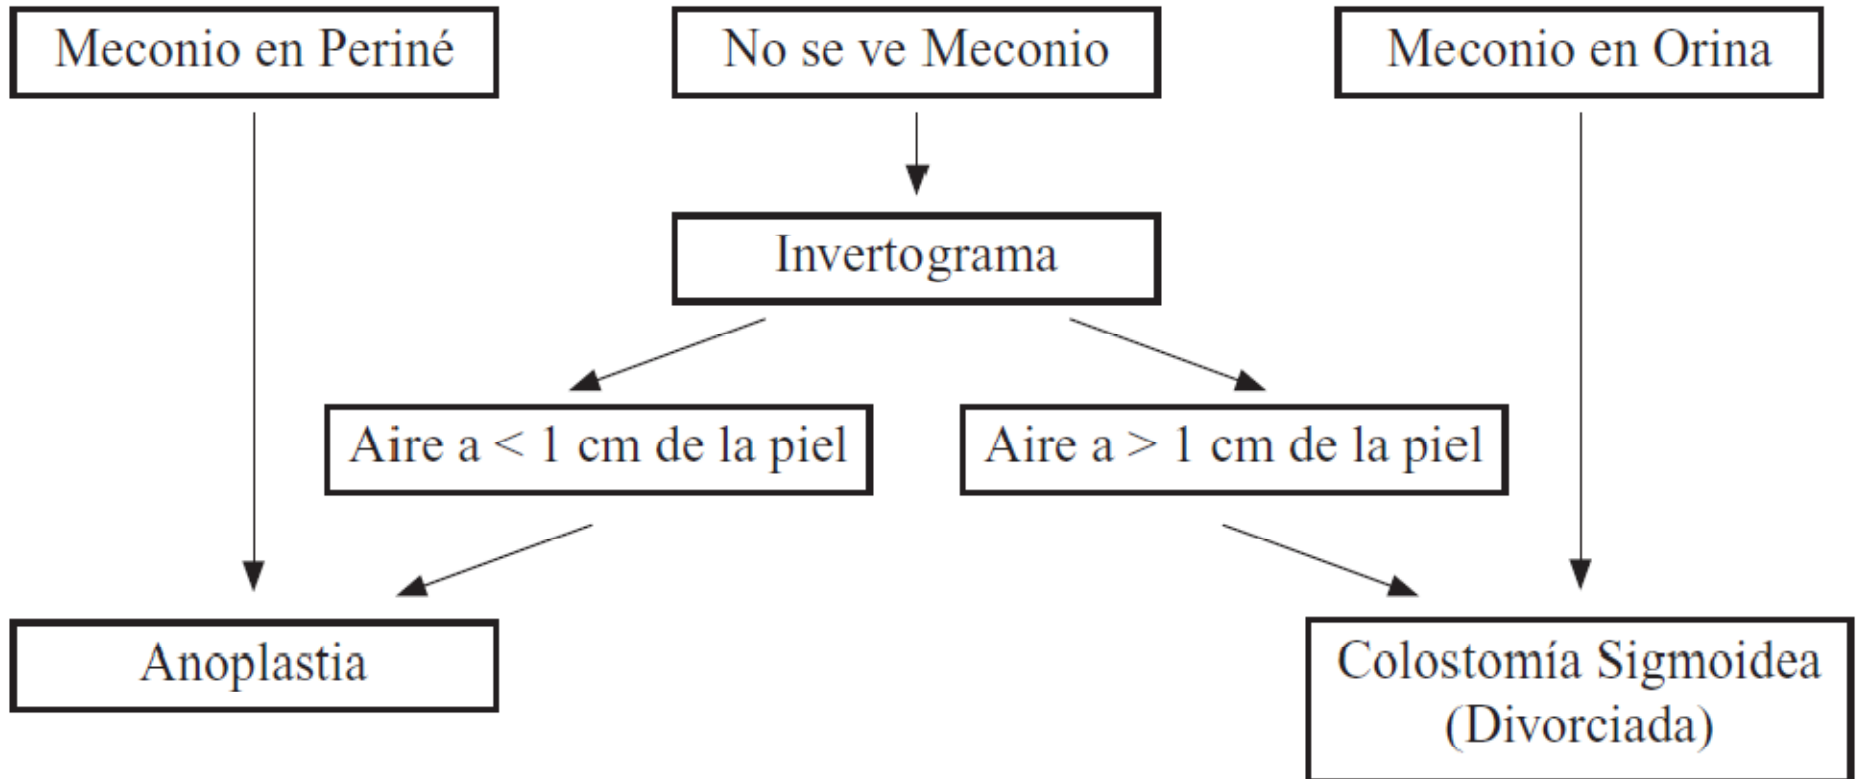 Meconio en Periné
No se ve Meconio
Meconio en Orina
Invertograma
Aire a < 1 cm de la piel
Aire a > 1 cm de la piel
Anoplastia
Colostomía Sigmoidea
(Divorciada)